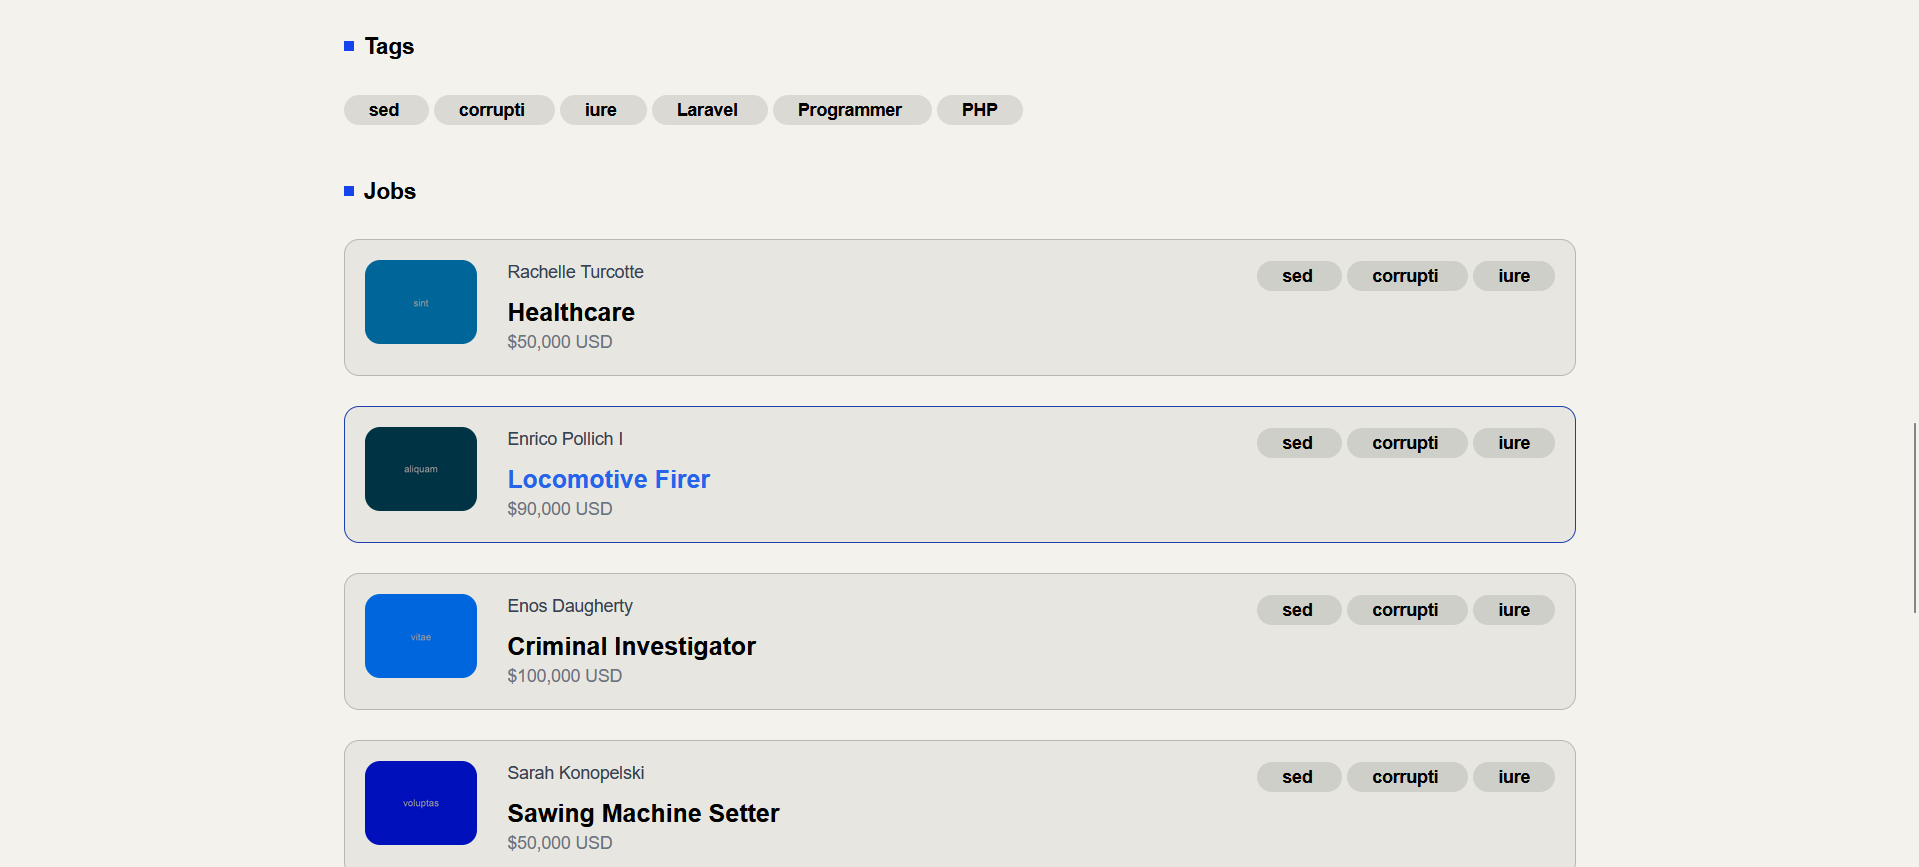 Tags
sed corrupti iure Laravel Programmer PHP
Jobs
sint
Rachelle Turcotte
Healthcare
$50,000 USD
sed corrupti iure
aliquam
Enrico Pollich I
Locomotive Firer
$90,000 USD
sed corrupti iure
vitae
Enos Daugherty
Criminal Investigator
$100,000 USD
sed corrupti iure
voluptas
Sarah Konopelski
Sawing Machine Setter
$50,000 USD
sed corrupti iure